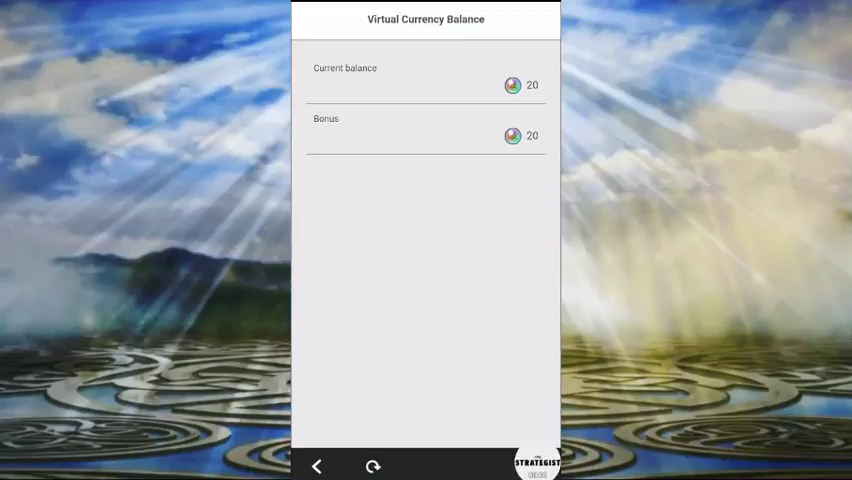 Virtual Currency Balance
Current balance
20
Bonus
20
STRATEGIST